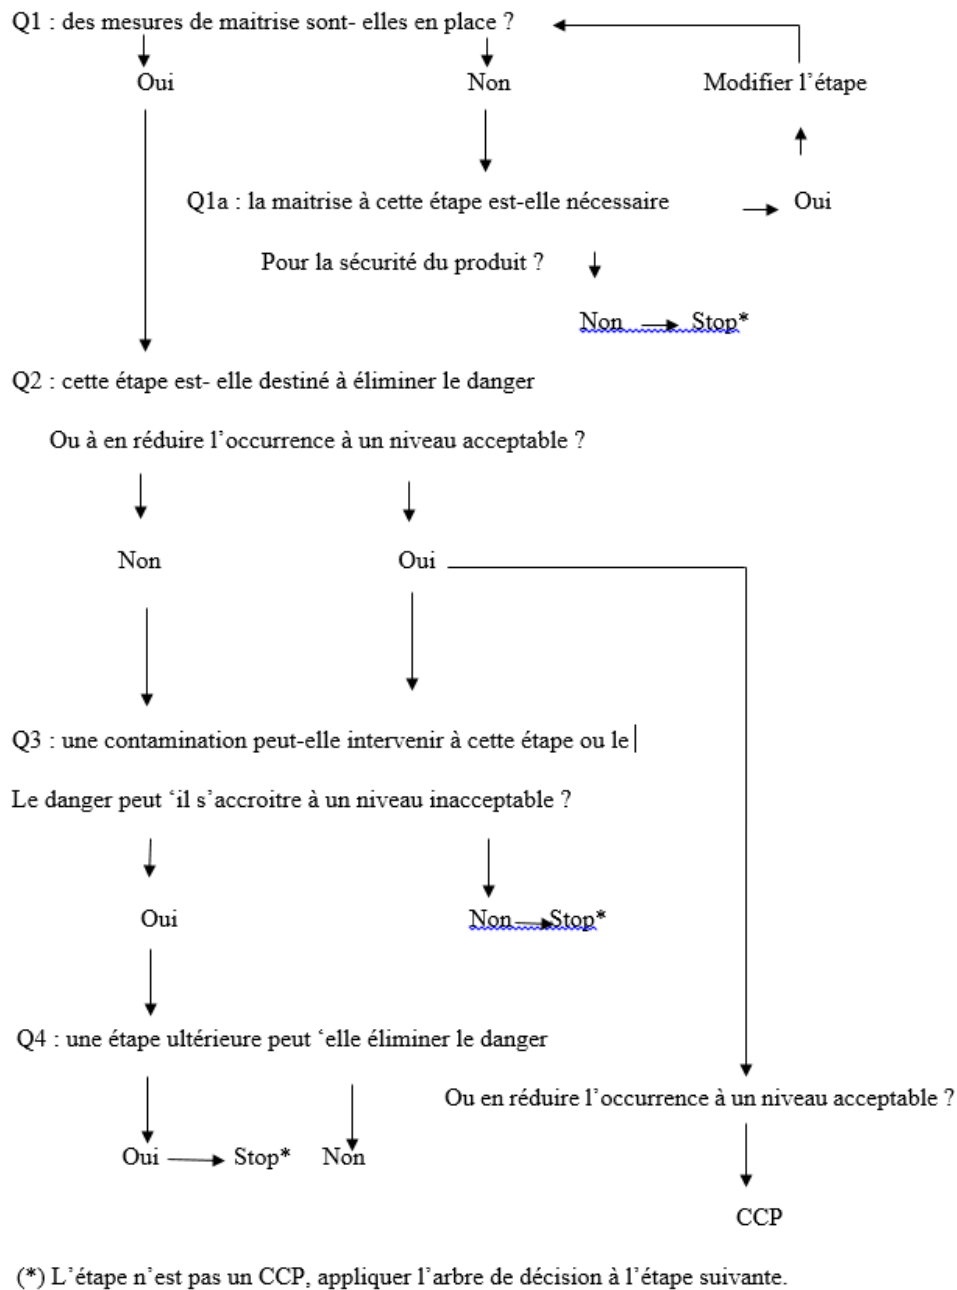 Q1 : des mesures de maitrise sont- elles en place ?
Oui Non Modifier l’étape
Q1a : la maitrise à cette étape est-elle nécessaire Oui
Pour la sécurité du produit ?
Non Stop*
Q2 : cette étape est- elle destiné à éliminer le danger
Ou à en réduire l’occurrence à un niveau acceptable ?
Non Oui
Q3 : une contamination peut-elle intervenir à cette étape ou le
Le danger peut ‘il s’accroitre à un niveau inacceptable ?
Oui Non Stop*
Q4 : une étape ultérieure peut ‘elle éliminer le danger
Ou en réduire l’occurrence à un niveau acceptable ?
Oui Stop* Non
CCP
(*) L’étape n’est pas un CCP, appliquer l’arbre de décision à l’étape suivante.